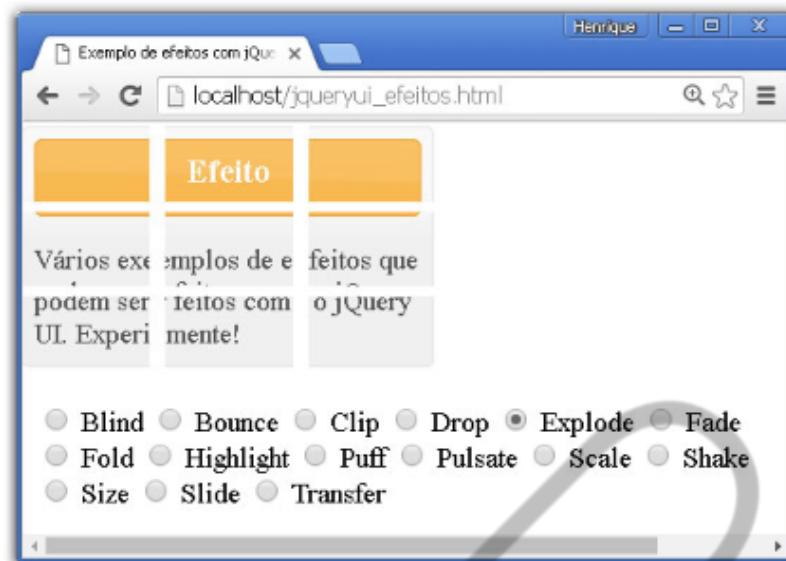 Henrique
Exemplo de efeitos com jQue
localhost/jqueryui_efeitos.html
Efeito
Vários exemplos de efeitos que
podem ser feitos com o jQuery
UI. Experimente!
Blind Bounce Clip Drop Explode Fade
Fold Highlight Puff Pulsate Scale Shake
Size Slide Transfer